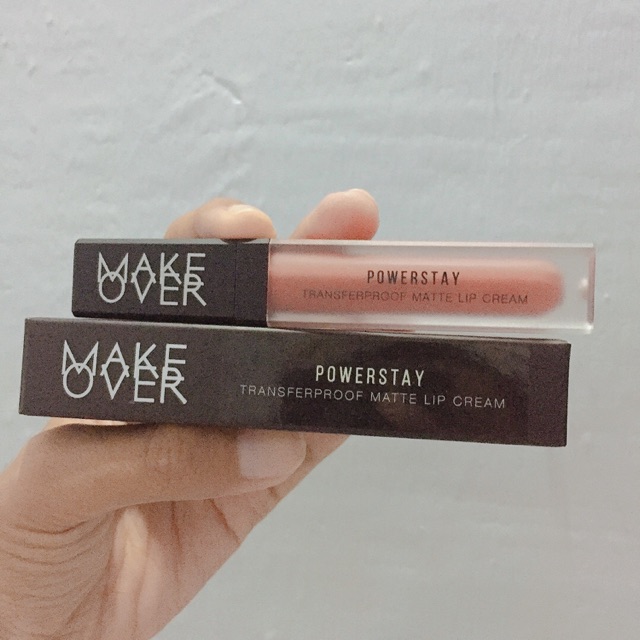 MAKE
OVER
POWERSTAY
TRANSFERPROOF MATTE LIP CREAM
MAKE
OVER
POWERSTAY
TRANSFERPROOF MATTE LIP CREAM